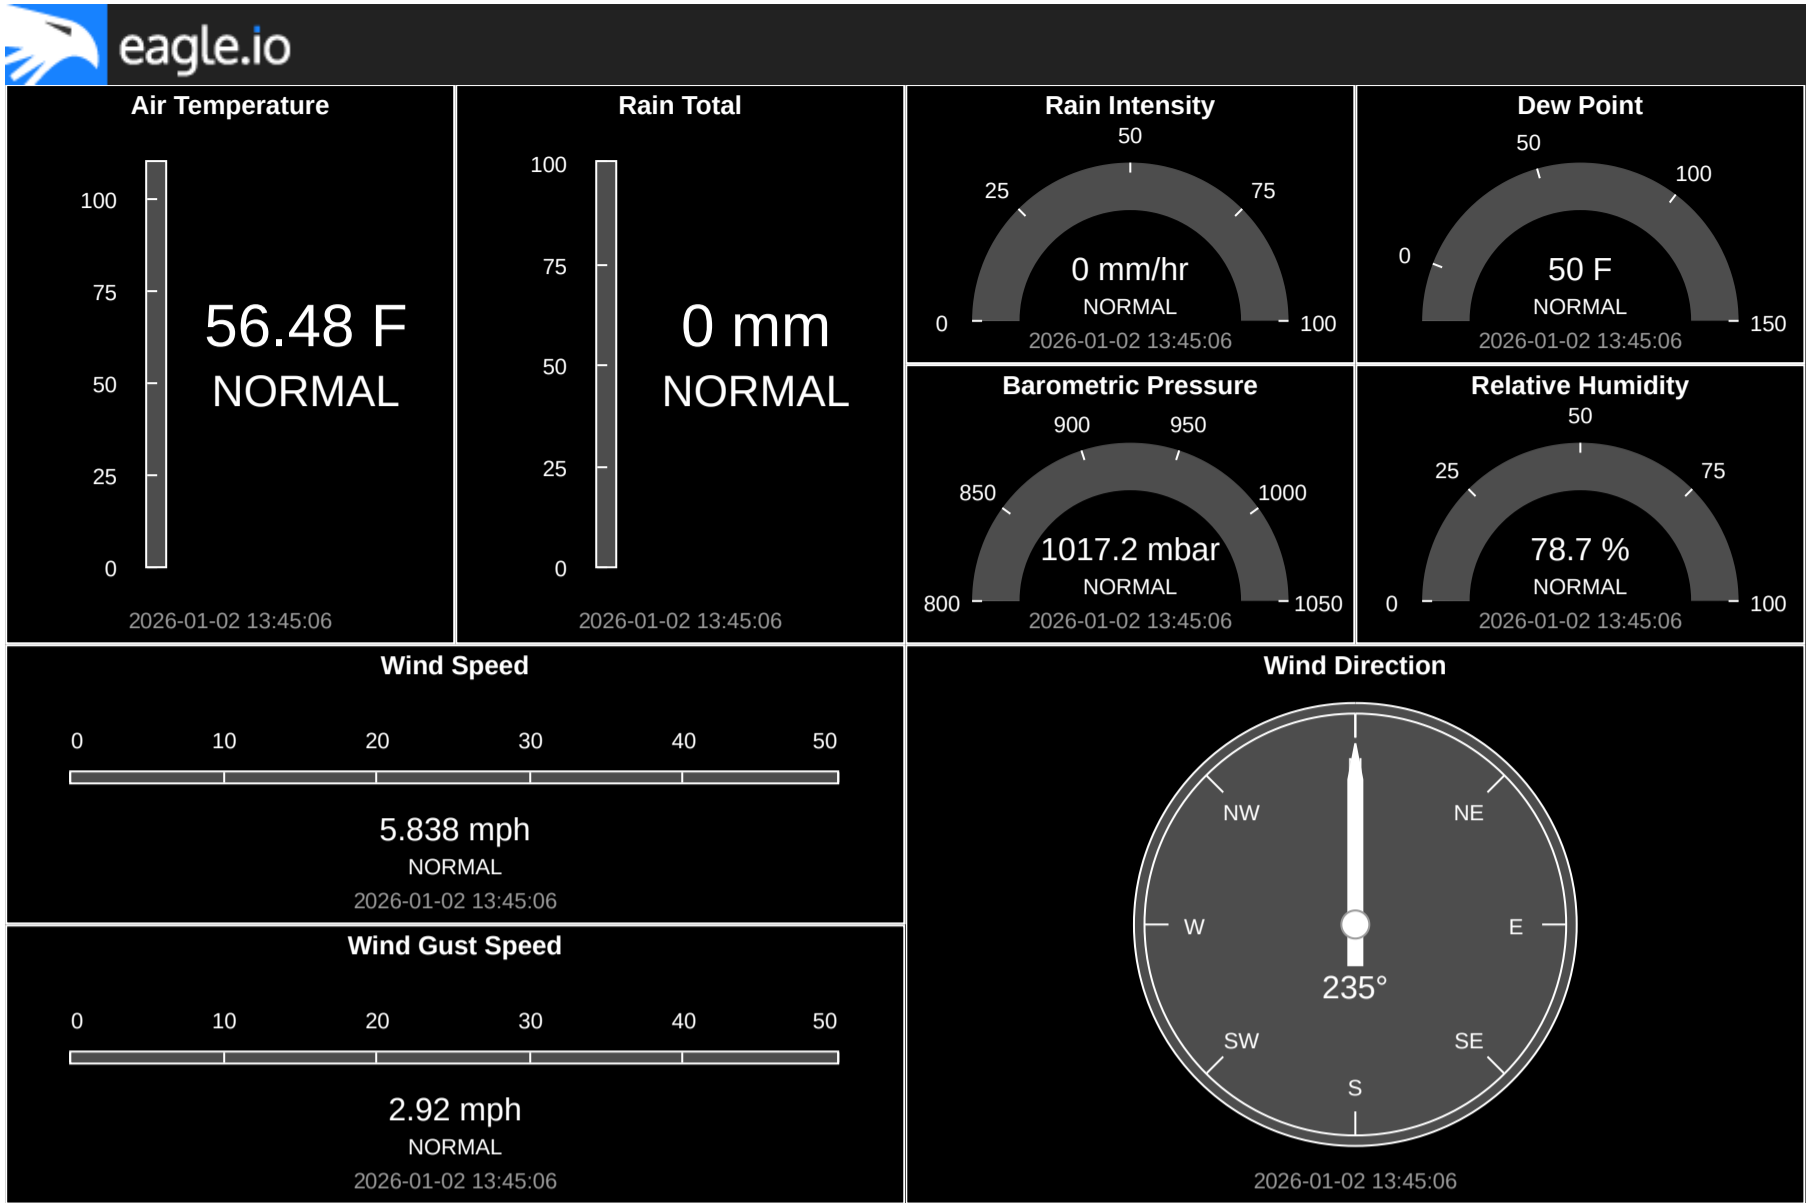 eagle.io
Air Temperature
100
75
50
25
0
56.48 F
NORMAL
2026-01-02 13:45:06
Rain Total
100
75
50
25
0
0 mm
NORMAL
2026-01-02 13:45:06
Rain Intensity
50
25
75
0
100
0 mm/hr
NORMAL
2026-01-02 13:45:06
Dew Point
50
100
0
150
50 F
NORMAL
2026-01-02 13:45:06
Barometric Pressure
900
950
850
1000
800
1050
1017.2 mbar
NORMAL
2026-01-02 13:45:06
Relative Humidity
50
25
75
0
100
78.7 %
NORMAL
2026-01-02 13:45:06
Wind Speed
0 10 20 30 40 50
5.838 mph
NORMAL
2026-01-02 13:45:06
Wind Gust Speed
0 10 20 30 40 50
2.92 mph
NORMAL
2026-01-02 13:45:06
Wind Direction
NW NE
W E
235°
SW SE
S
2026-01-02 13:45:06